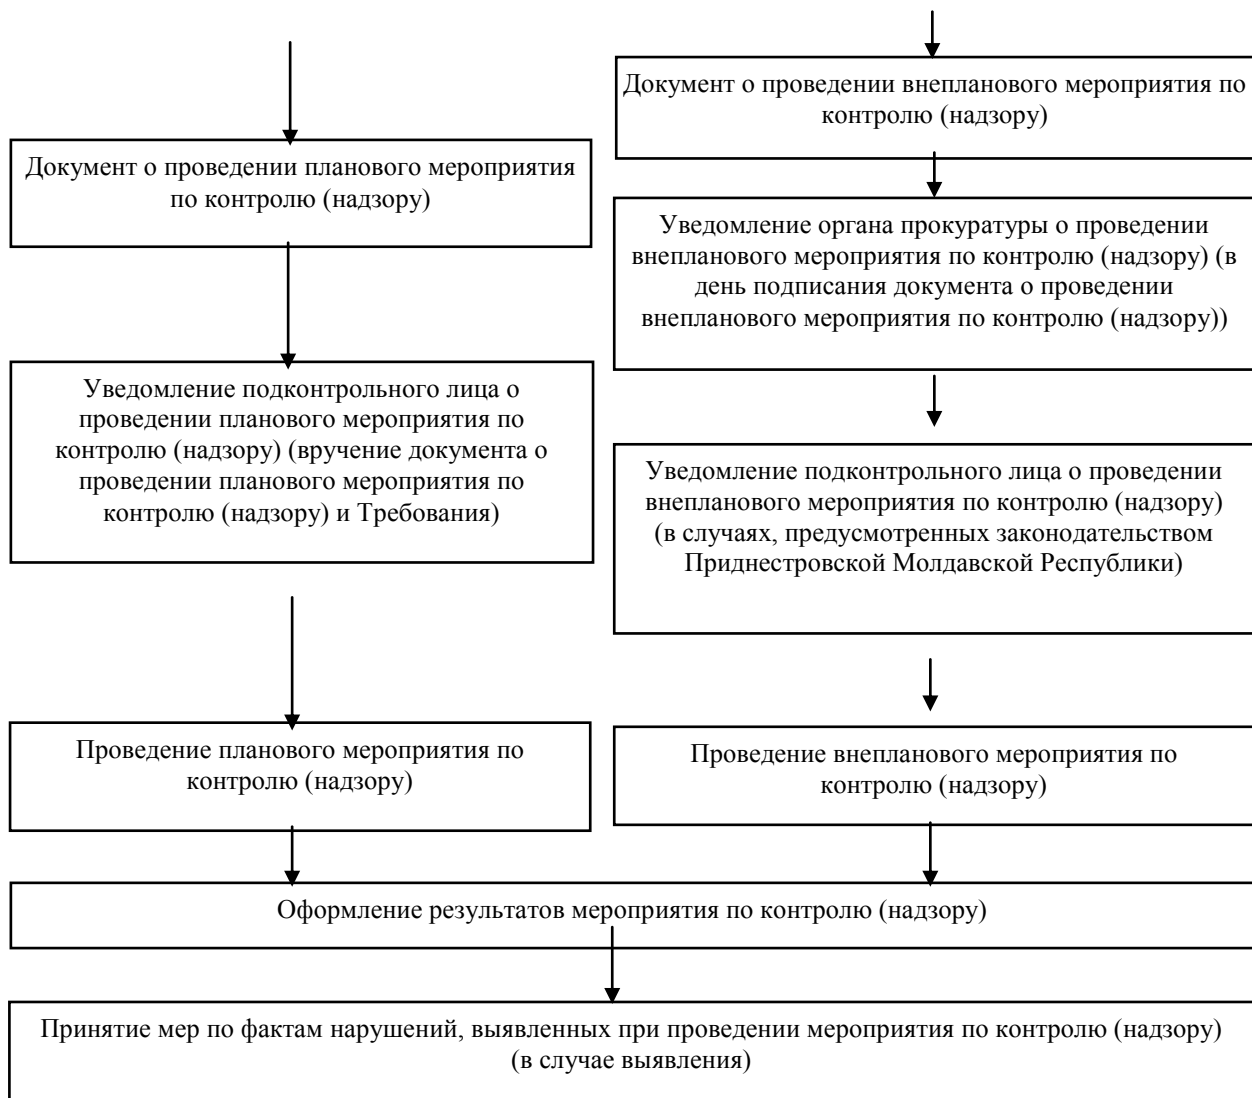 Документ о проведении планового мероприятия
по контролю (надзору)
Уведомление подконтрольного лица о
проведении планового мероприятия по
контролю (надзору) (вручение документа о
проведении планового мероприятия по
контролю (надзору) и Требования)
Проведение планового мероприятия по
контролю (надзору)
Документ о проведении внепланового мероприятия по
контролю (надзору)
Уведомление органа прокуратуры о проведении
внепланового мероприятия по контролю (надзору) (в
день подписания документа о проведении
внепланового мероприятия по контролю (надзору))
Уведомление подконтрольного лица о проведении
внепланового мероприятия по контролю (надзору)
(в случаях, предусмотренных законодательством
Приднестровской Молдавской Республики)
Проведение внепланового мероприятия по
контролю (надзору)
Оформление результатов мероприятия по контролю (надзору)
Принятие мер по фактам нарушений, выявленных при проведении мероприятия по контролю (надзору)
(в случае выявления)